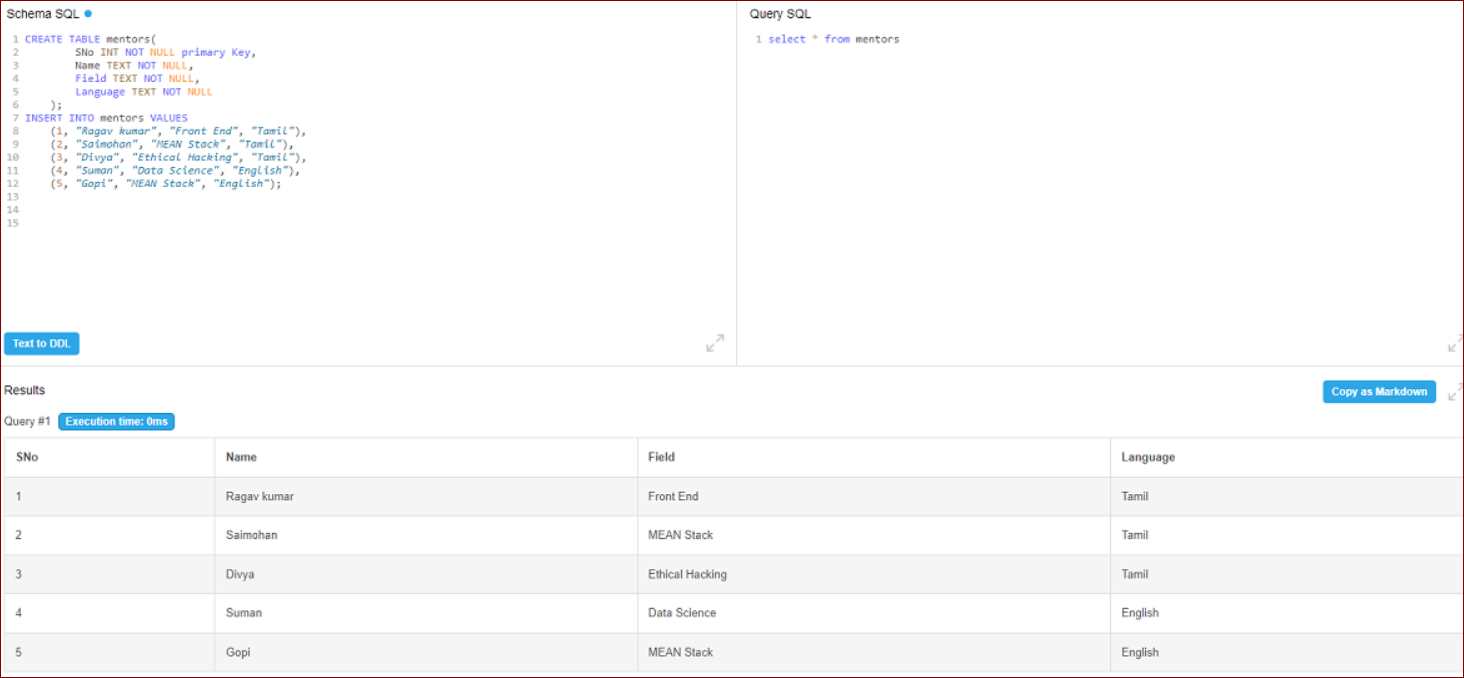 Schema SQL
1 CREATE TABLE mentors(
2 SNo INT NOT NULL primary Key,
3 Name TEXT NOT NULL,
4 Field TEXT NOT NULL,
5 Language TEXT NOT NULL
6 );
7 INSERT INTO mentors VALUES
8 (1, "Ragav kumar", "Front End", "Tamil"),
9 (2, "Saimohan", "MEAN Stack", "Tamil"),
10 (3, "Divya", "Ethical Hacking", "Tamil"),
11 (4, "Suman", "Data Science", "English"),
12 (5, "Gopi", "MEAN Stack", "English");
13
14
15
Text to DDL
Query SQL
1 select * from mentors
Results
Copy as Markdown
Query #1 Execution time: 0ms
SNo Name Field Language
1 Ragav kumar Front End Tamil
2 Saimohan MEAN Stack Tamil
3 Divya Ethical Hacking Tamil
4 Suman Data Science English
5 Gopi MEAN Stack English